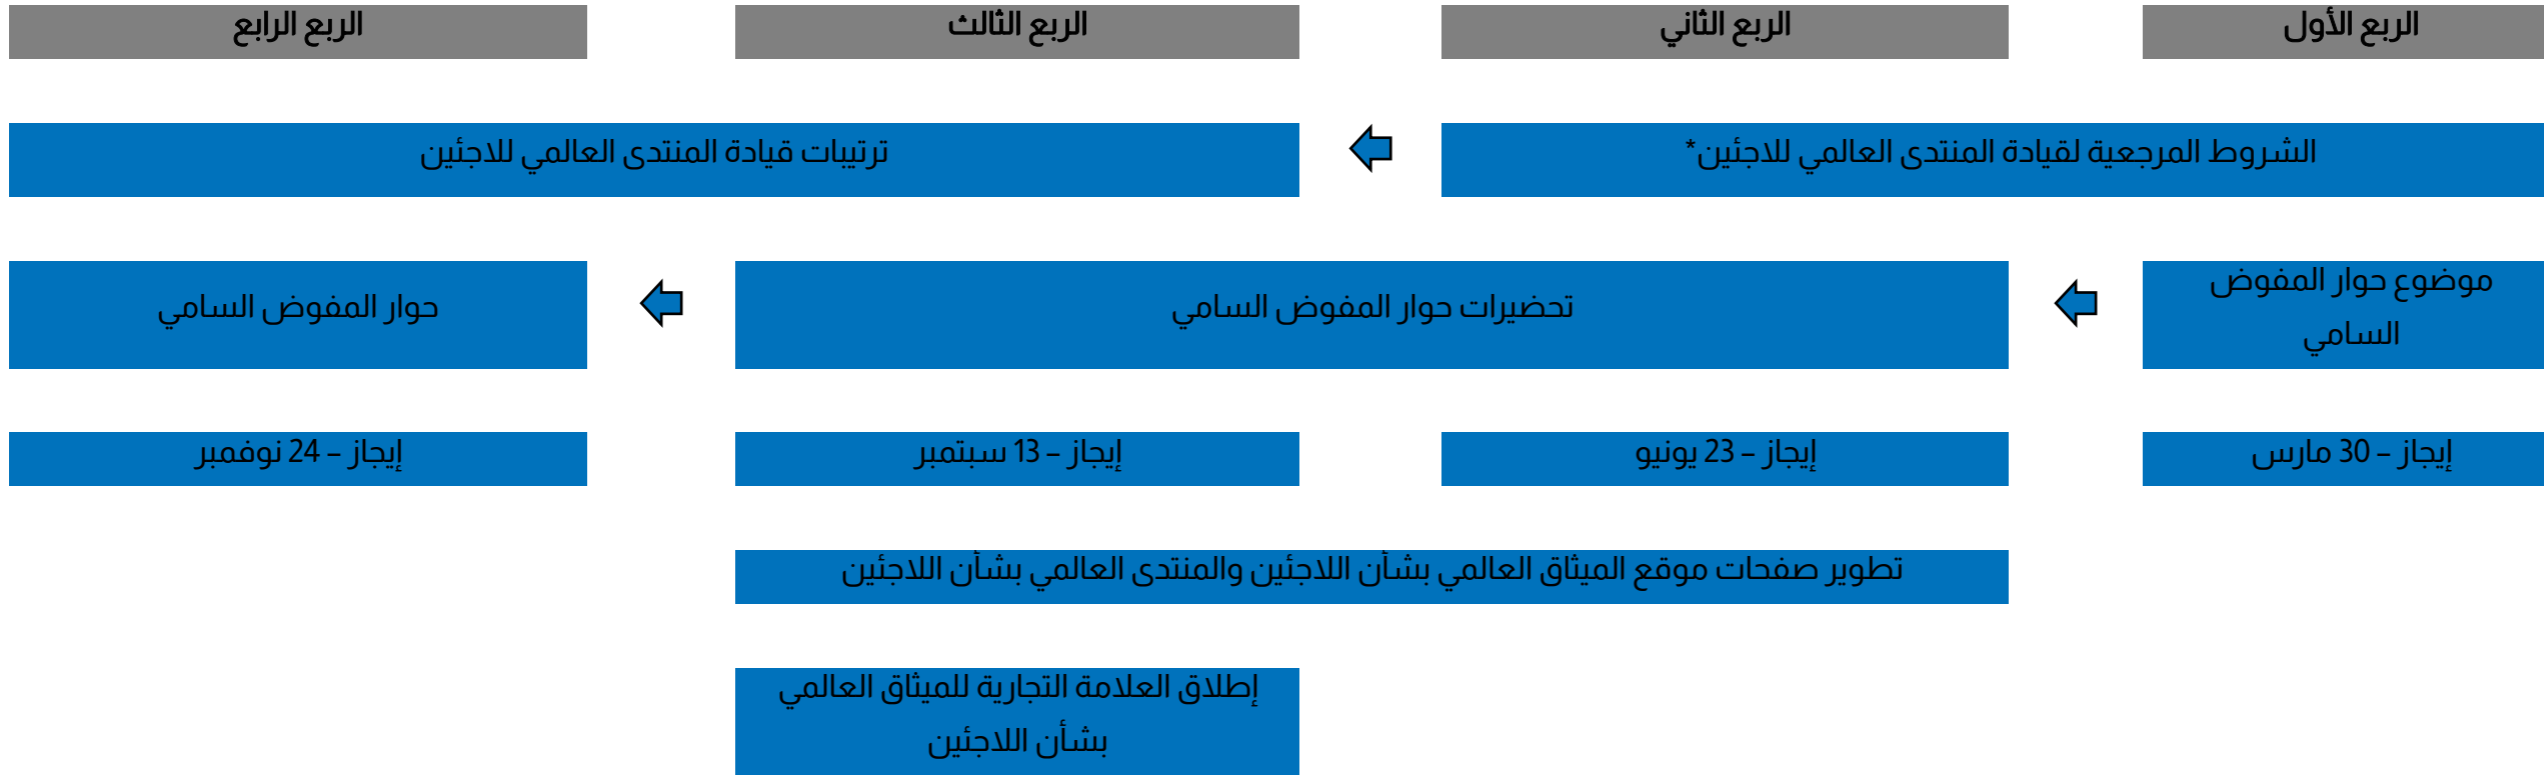 الربع الأول
الربع الثاني
الربع الثالث
الربع الرابع
الشروط المرجعية لقيادة المنتدى العالمي للاجئين*
ترتيبات قيادة المنتدى العالمي للاجئين
موضوع حوار المفوض
السامي
تحضيرات حوار المفوض السامي
حوار المفوض السامي
إيجاز – 30 مارس
إيجاز – 23 يونيو
إيجاز – 13 سبتمبر
إيجاز – 24 نوفمبر
تطوير صفحات موقع الميثاق العالمي بشأن اللاجئين والمنتدى العالمي بشأن اللاجئين
إطلاق العلامة التجارية للميثاق العالمي
بشأن اللاجئين